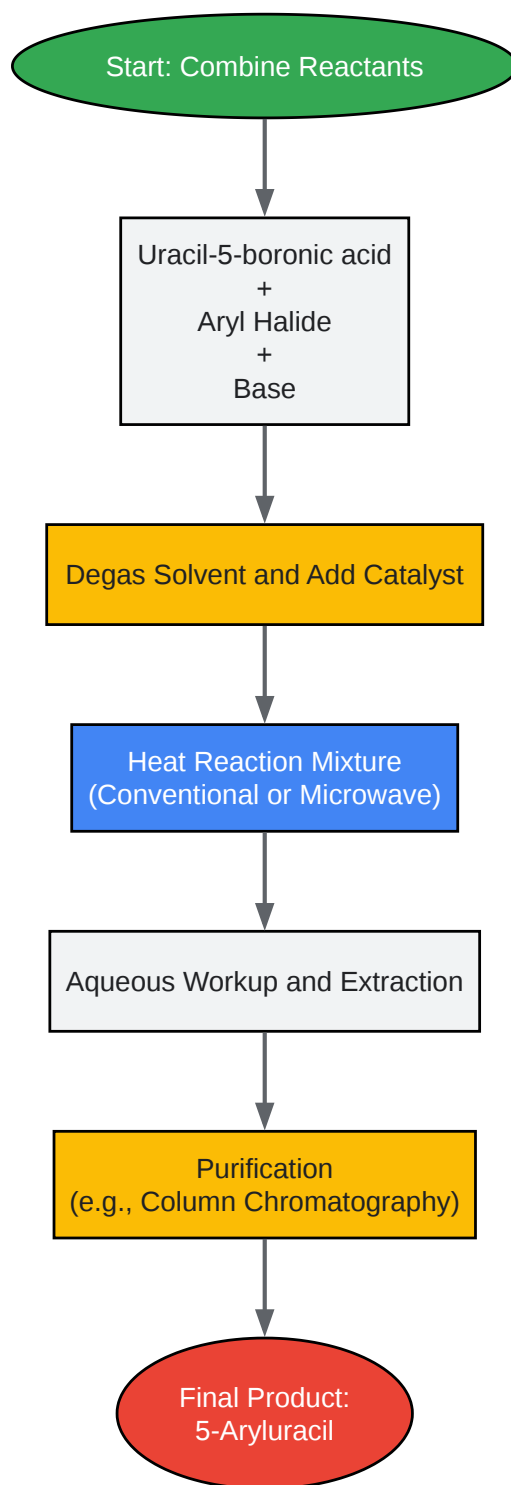 Start: Combine Reactants
Uracil-5-boronic acid
+
Aryl Halide
+
Base
Degas Solvent and Add Catalyst
Heat Reaction Mixture
(Conventional or Microwave)
Aqueous Workup and Extraction
Purification
(e.g., Column Chromatography)
Final Product:
5-Aryluracil